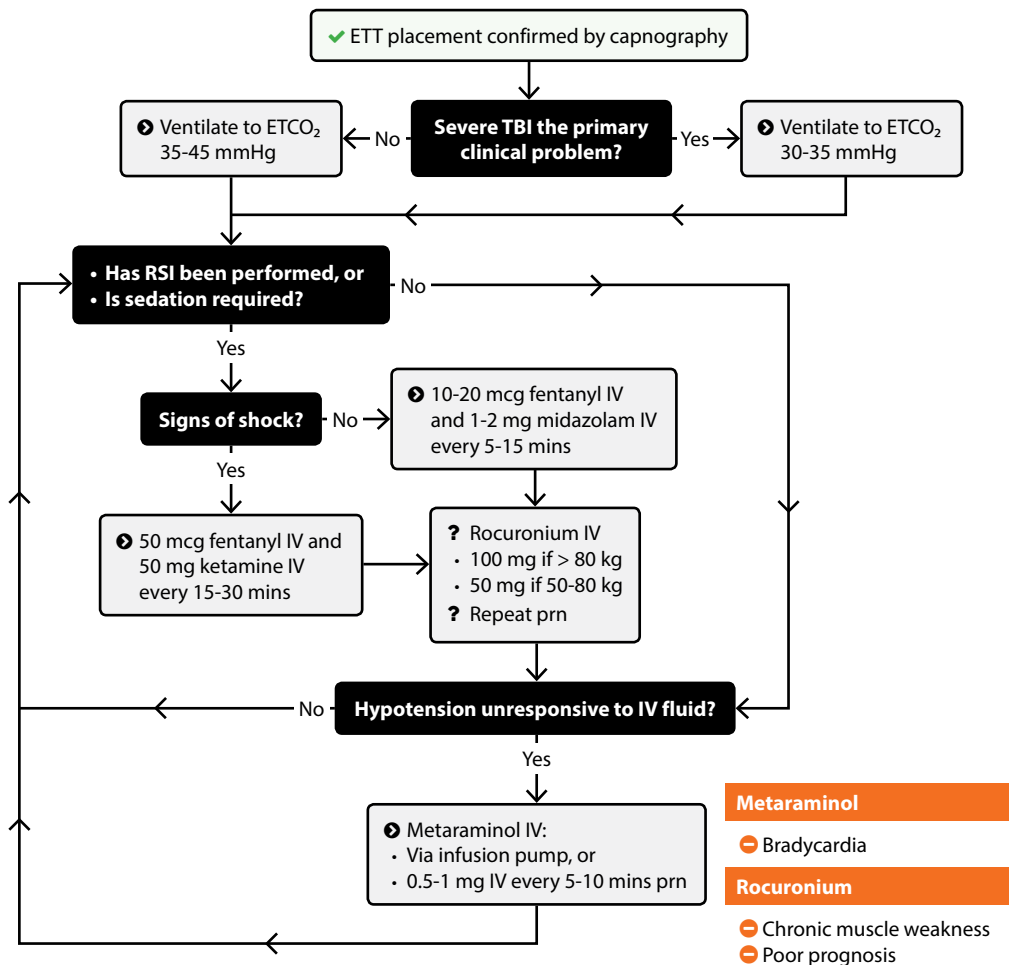 ETT placement confirmed by capnography
Ventilate to ETCO₂
35-45 mmHg
No
Severe TBI the primary
clinical problem?
Yes
Ventilate to ETCO₂
30-35 mmHg
• Has RSI been performed, or
• Is sedation required?
No
Yes
Signs of shock?
No
10-20 mcg fentanyl IV
and 1-2 mg midazolam IV
every 5-15 mins
Yes
50 mcg fentanyl IV and
50 mg ketamine IV
every 15-30 mins
? Rocuronium IV
• 100 mg if > 80 kg
• 50 mg if 50-80 kg
? Repeat prn
No
Hypotension unresponsive to IV fluid?
Yes
Metaraminol IV:
• Via infusion pump, or
• 0.5-1 mg IV every 5-10 mins prn
Metaraminol
Bradycardia
Rocuronium
Chronic muscle weakness
Poor prognosis